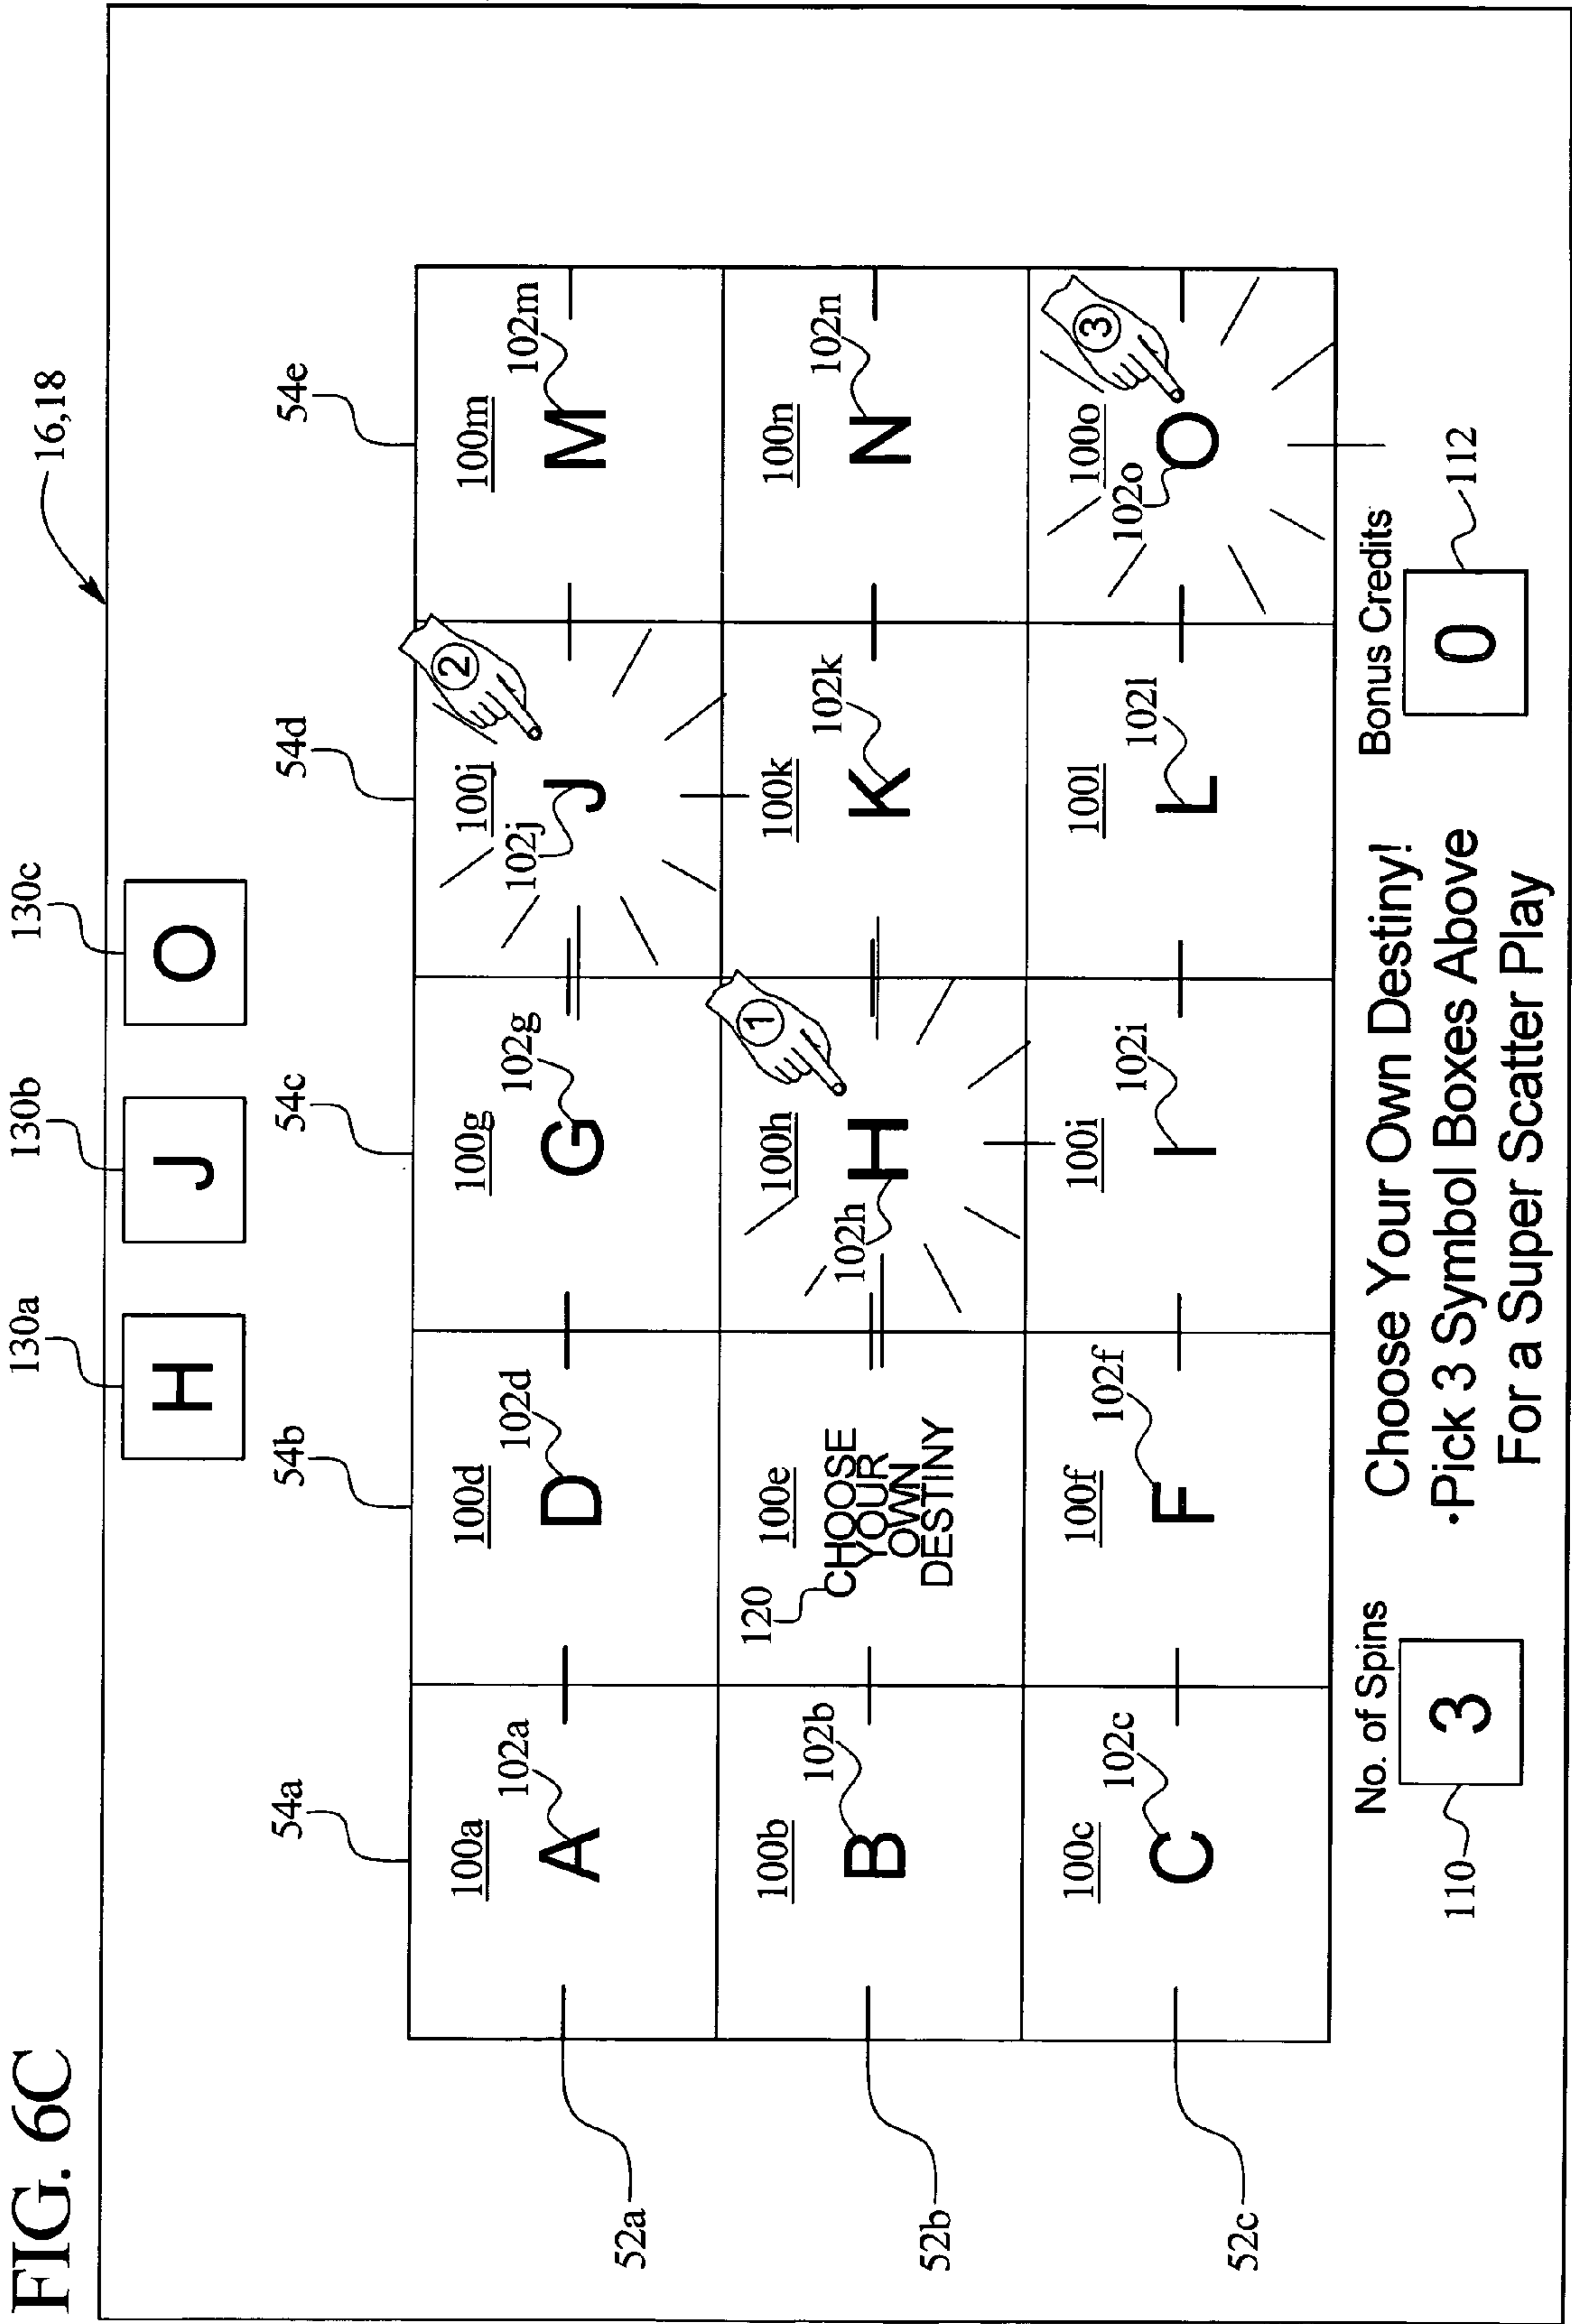 FIG. 6C
16,18
130a
130b
130c
H
J
O
54a
54b
54c
54d
54e
100a
100d
100g
100j
100m
A
102a
D
102d
G
102g
102j
J
②
M
102m
52a
100b
120
100e
100h
100k
100n
B
102b
CHOOSE
YOUR
OWN
DESTINY
102h
H
①
K
102k
N
102n
52b
100c
100f
100i
100l
100o
C
102c
F
102f
I
102i
L
102l
102o
O
③
52c
No. of Spins
110
3
Choose Your Own Destiny!
•Pick 3 Symbol Boxes Above
For a Super Scatter Play
Bonus Credits
0
112